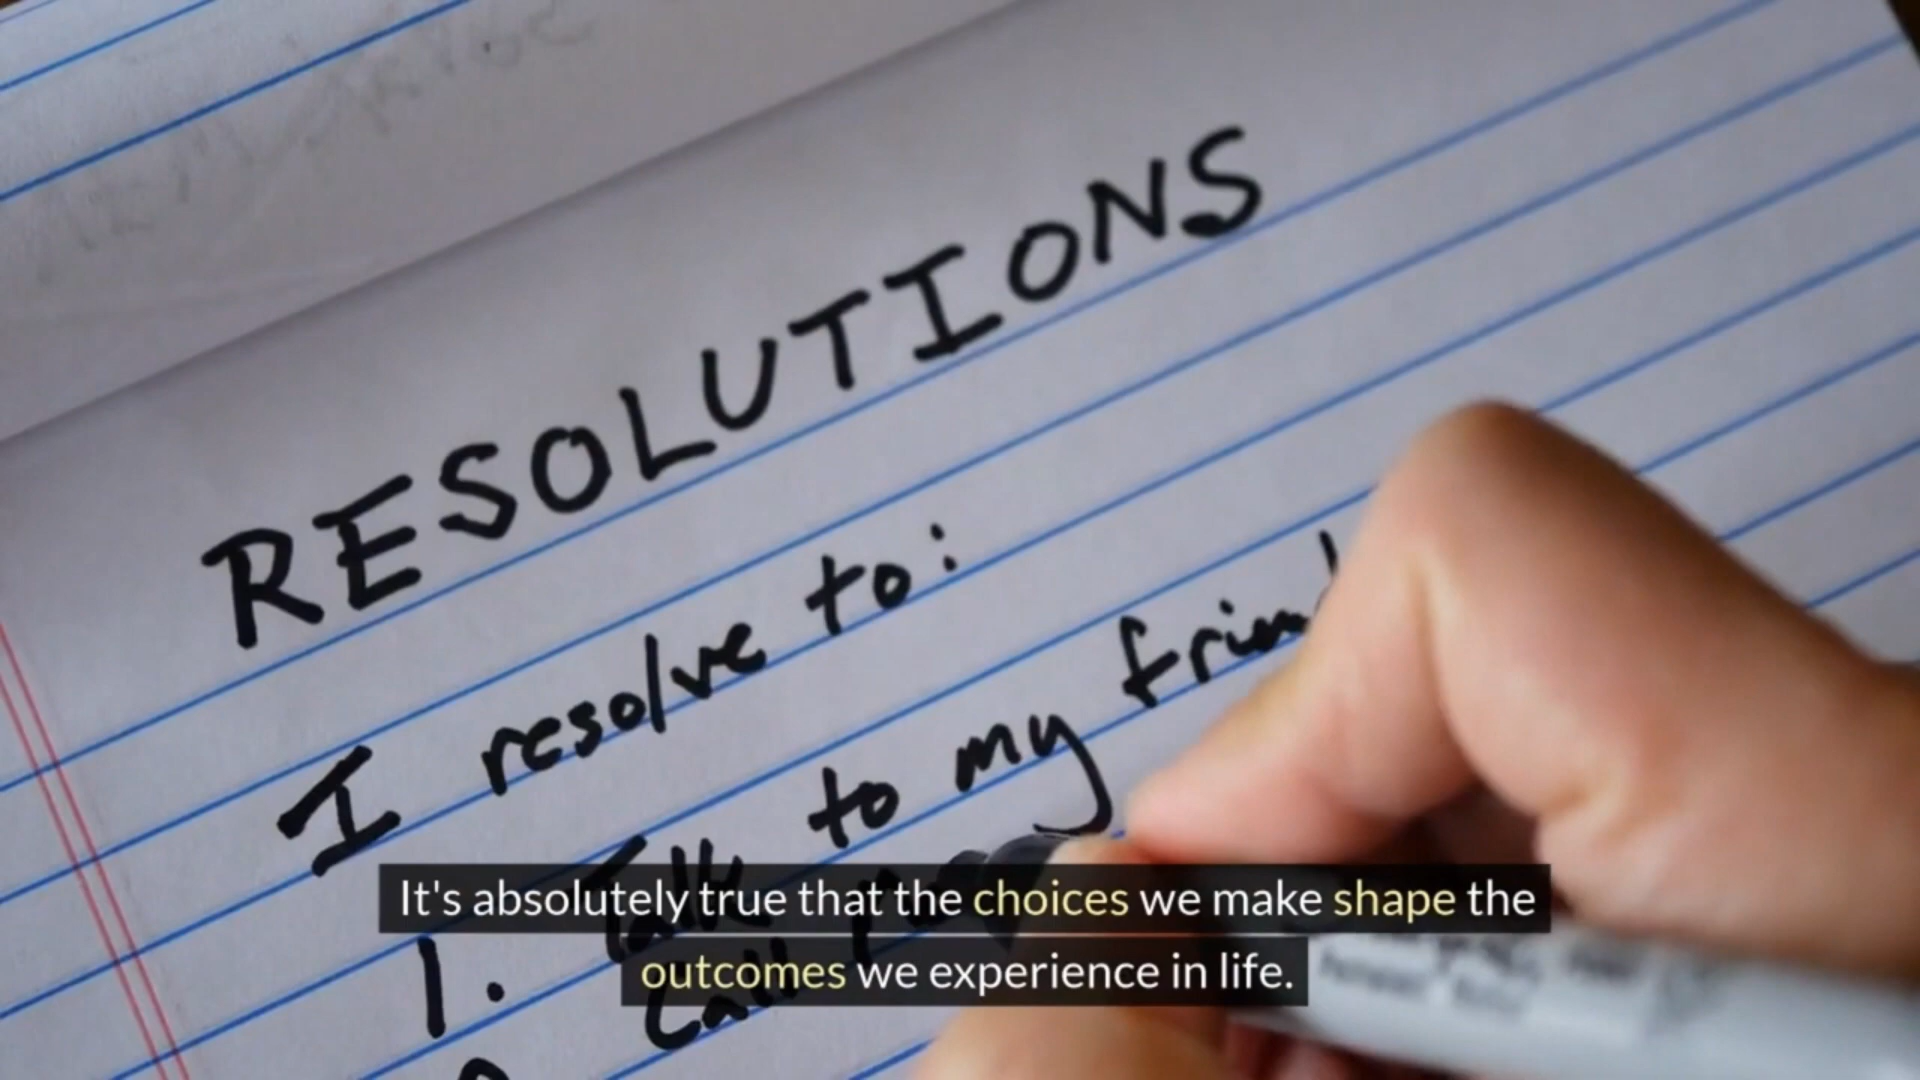 RESOLUTIONS
I resolve to:
1. Talk to my
Call
It's absolutely true that the choices we make shape the
outcomes we experience in life.